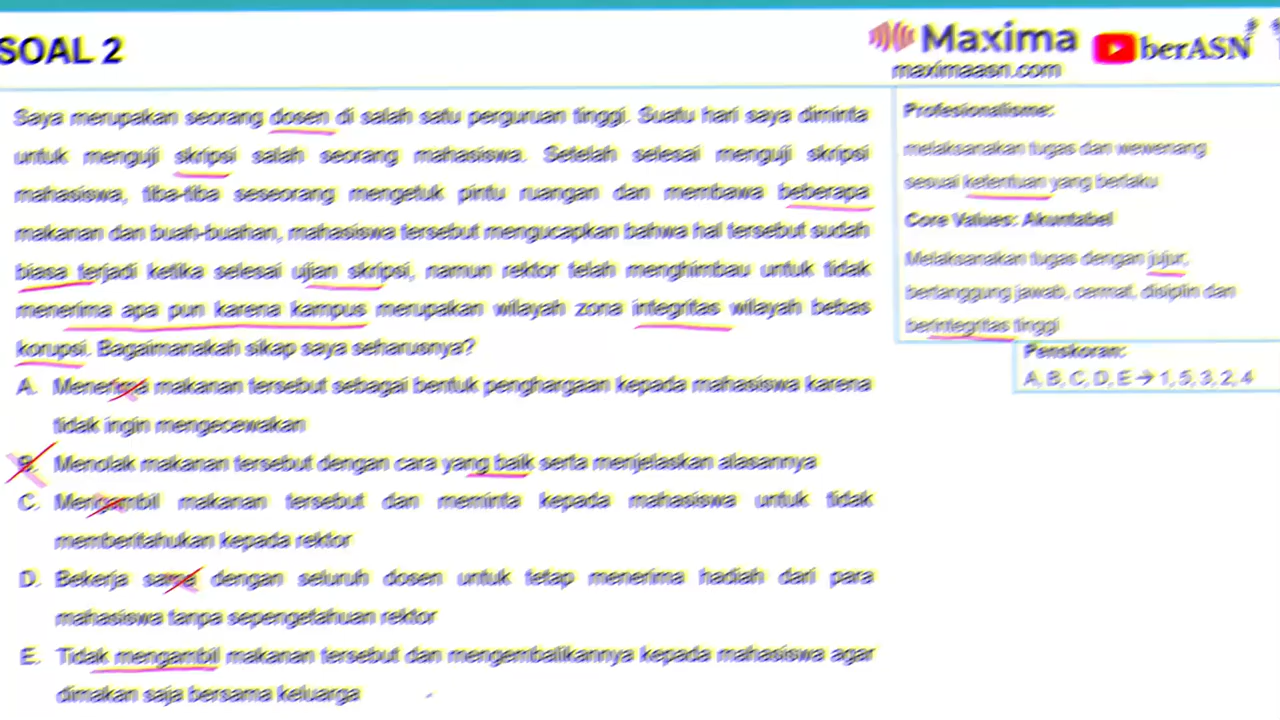 SOAL 2
Maxima
maximaasn.com
berASN
Saya merupakan seorang dosen di salah satu perguruan tinggi. Suatu hari saya diminta
untuk menguji skripsi salah seorang mahasiswa. Setelah selesai menguji skripsi
mahasiswa, tiba-tiba seseorang mengetuk pintu ruangan dan membawa beberapa
makanan dan buah-buahan, mahasiswa tersebut mengucapkan bahwa hal tersebut sudah
biasa terjadi ketika selesai ujian skripsi, namun rektor telah menghimbau untuk tidak
menerima apa pun karena kampus merupakan wilayah zona integritas wilayah bebas
korupsi. Bagaimanakah sikap saya seharusnya?
A. Menerima makanan tersebut sebagai bentuk penghargaan kepada mahasiswa karena
tidak ingin mengecewakan
B. Menolak makanan tersebut dengan cara yang baik serta menjelaskan alasannya
C. Mengambil makanan tersebut dan meminta kepada mahasiswa untuk tidak
memberitahukan kepada rektor
D. Bekerja sama dengan seluruh dosen untuk tetap menerima hadiah dari para
mahasiswa tanpa sepengetahuan rektor
E. Tidak mengambil makanan tersebut dan mengembalikannya kepada mahasiswa agar
dimakan saja bersama keluarga
Profesionalisme:
melaksanakan tugas dan wewenang
sesuai ketentuan yang berlaku
Core Values: Akuntabel
Melaksanakan tugas dengan jujur,
bertanggung jawab, cermat, disiplin dan
berintegritas tinggi
Penskoran:
A, B, C, D, E → 1, 5, 3, 2, 4